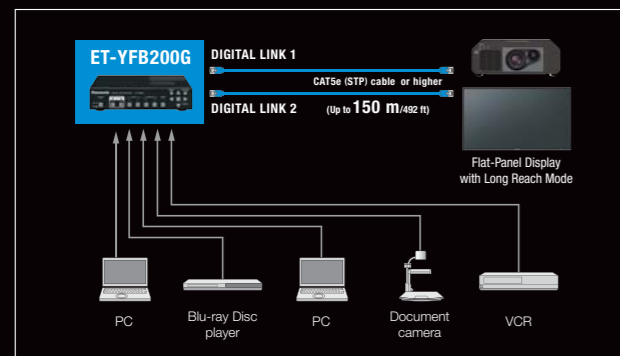 ET-YFB200G
DIGITAL LINK 1
CAT5e (STP) cable or higher
DIGITAL LINK 2
(Up to 150 m/492 ft)
Flat-Panel Display
with Long Reach Mode
PC
Blu-ray Disc
player
PC
Document
camera
VCR